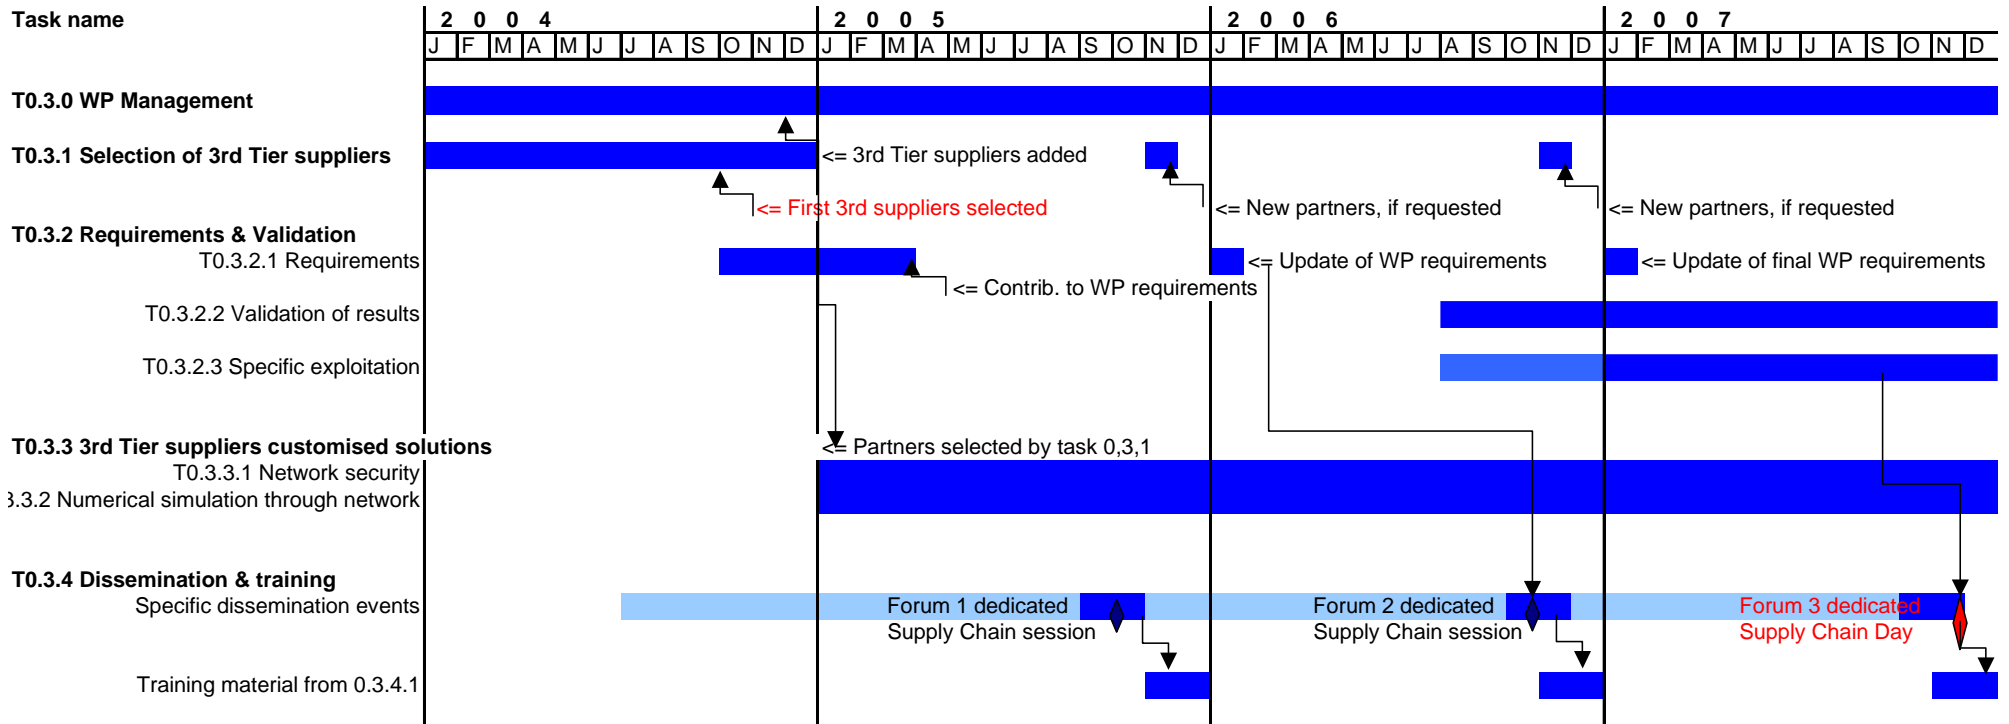 Task name
2 0 0 4 2 0 0 5 2 0 0 6 2 0 0 7
J F M A M J J A S O N D J F M A M J J A S O N D J F M A M J J A S O N D J F M A M J J A S O N D
T0.3.0 WP Management
T0.3.1 Selection of 3rd Tier suppliers <= 3rd Tier suppliers added
<= First 3rd suppliers selected <= New partners, if requested <= New partners, if requested
T0.3.2 Requirements & Validation
T0.3.2.1 Requirements <= Update of WP requirements <= Update of final WP requirements
<= Contrib. to WP requirements
T0.3.2.2 Validation of results
T0.3.2.3 Specific exploitation
T0.3.3 3rd Tier suppliers customised solutions <= Partners selected by task 0,3,1
T0.3.3.1 Network security
3.3.2 Numerical simulation through network
T0.3.4 Dissemination & training
Specific dissemination events Forum 1 dedicated Forum 2 dedicated Forum 3 dedicated
Supply Chain session Supply Chain session Supply Chain Day
Training material from 0.3.4.1